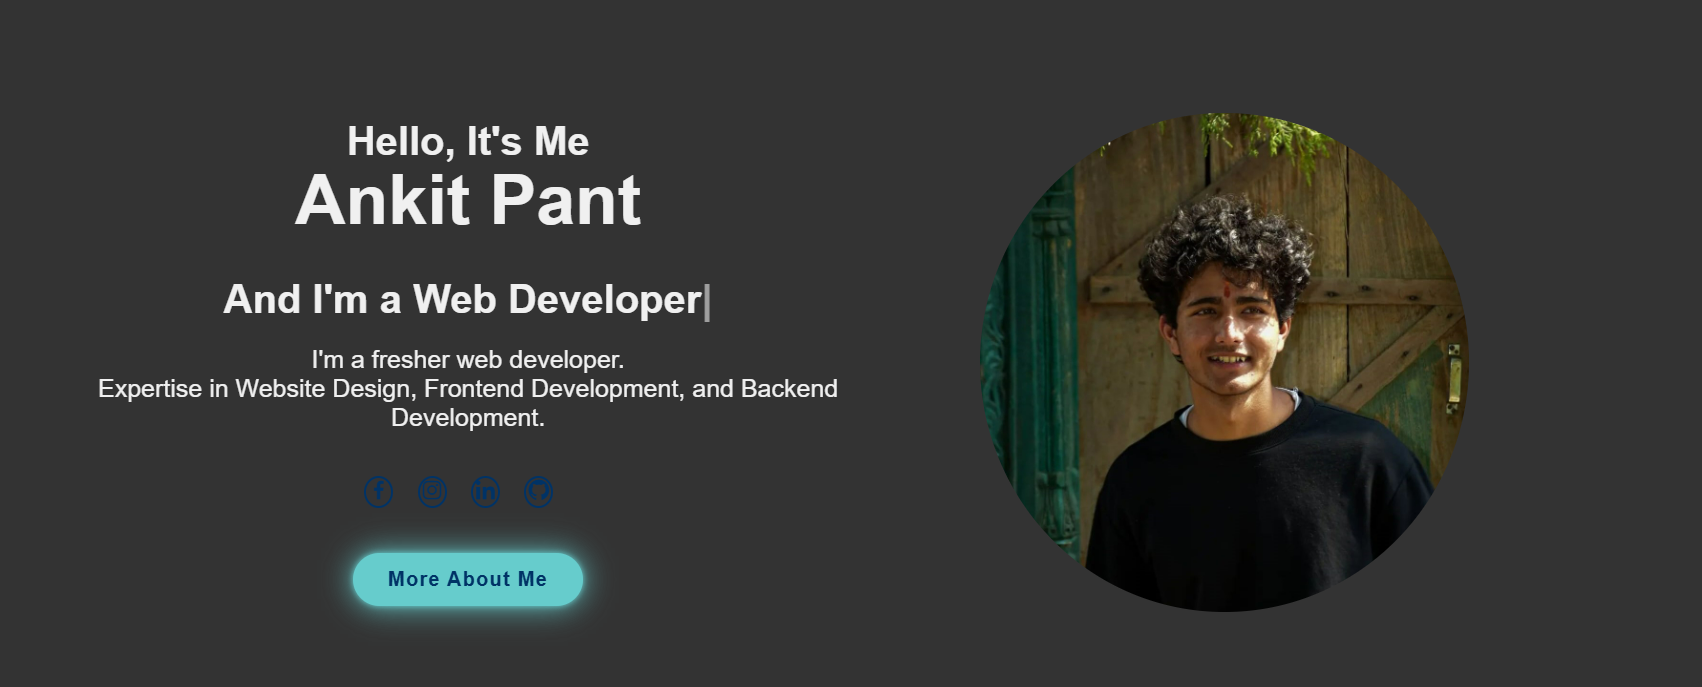 Hello, It's Me
Ankit Pant
And I'm a Web Developer|
I'm a fresher web developer.
Expertise in Website Design, Frontend Development, and Backend
Development.
More About Me